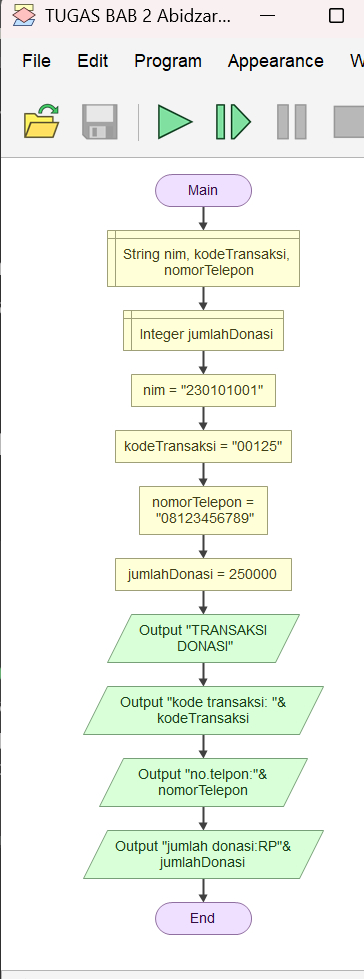 TUGAS BAB 2 Abidzar...
File Edit Program Appearance W
Main
String nim, kodeTransaksi,
nomorTelepon
Integer jumlahDonasi
nim = "230101001"
kodeTransaksi = "00125"
nomorTelepon =
"08123456789"
jumlahDonasi = 250000
Output "TRANSAKSI
DONASI"
Output "kode transaksi: "&
kodeTransaksi
Output "no.telpon:"&
nomorTelepon
Output "jumlah donasi:RP"&
jumlahDonasi
End